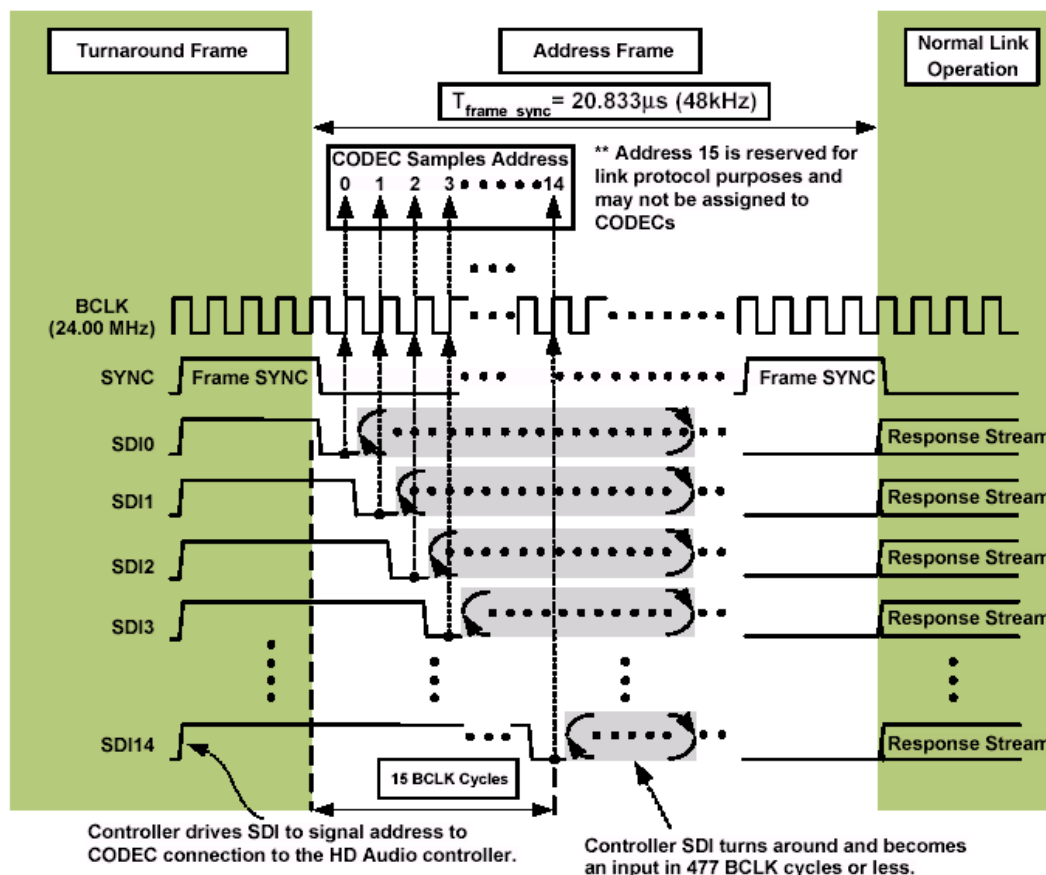 Turnaround Frame
Address Frame
Normal Link
Operation
Tframe sync= 20.833μs (48kHz)
CODEC Samples Address
0 1 2 3 14
** Address 15 is reserved for
link protocol purposes and
may not be assigned to
CODECs
BCLK
(24.00 MHz)
SYNC
Frame SYNC
Frame SYNC
SDI0
Response Stream
SDI1
Response Stream
SDI2
Response Stream
SDI3
Response Stream
SDI14
Response Stream
15 BCLK Cycles
Controller drives SDI to signal address to
CODEC connection to the HD Audio controller.
Controller SDI turns around and becomes
an input in 477 BCLK cycles or less.